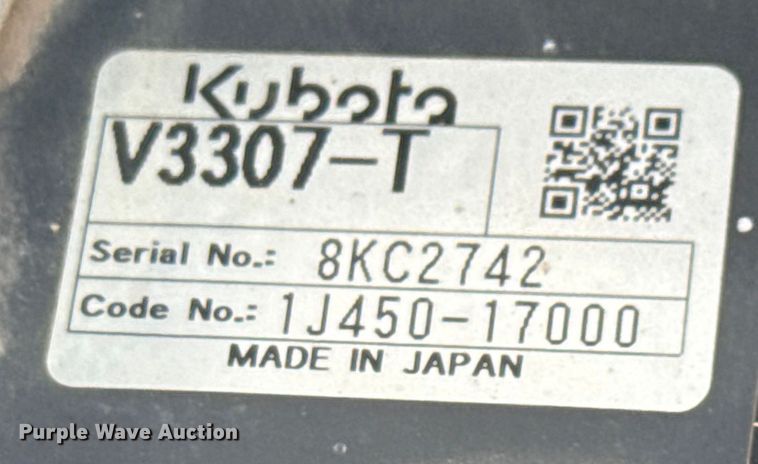 Kubota
V3307-T
Serial No.: 8KC2742
Code No.: 1J450-17000
MADE IN JAPAN
Purple Wave Auction